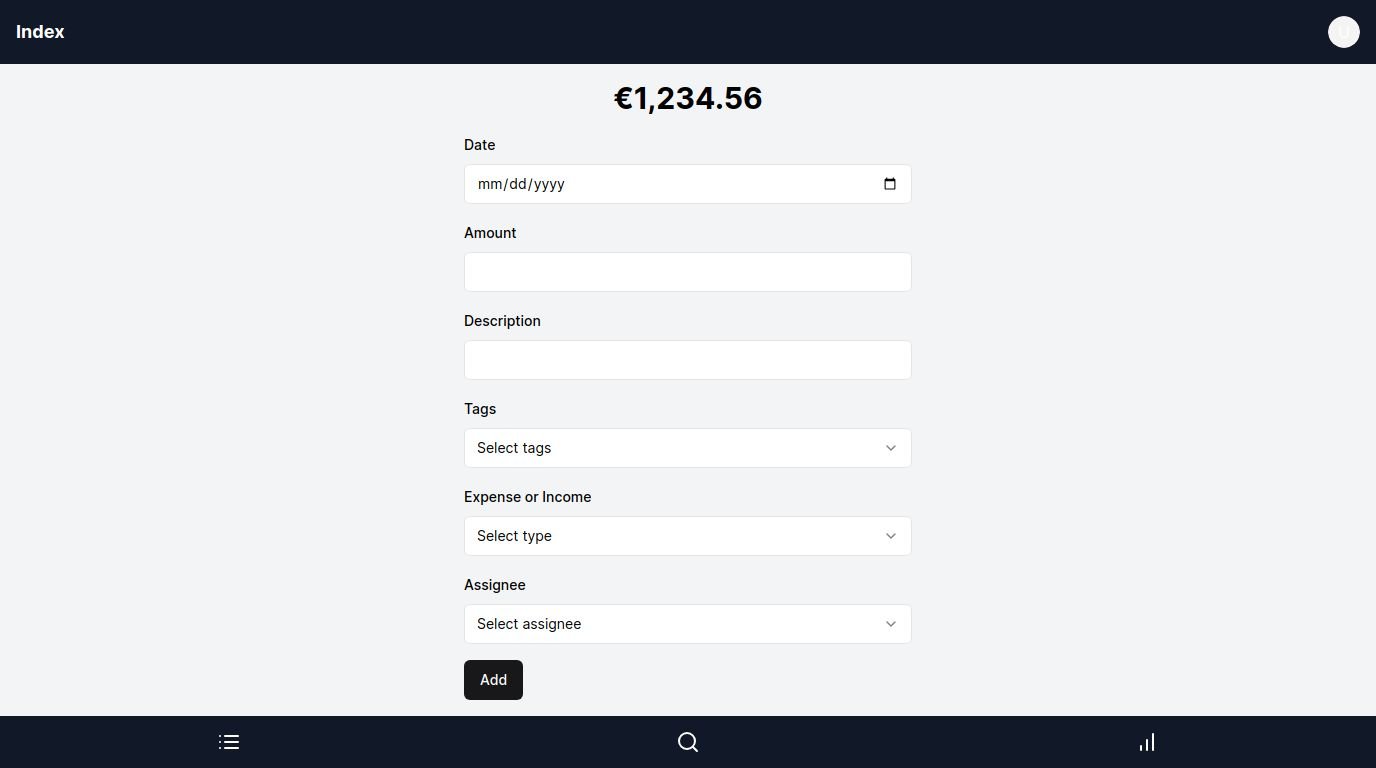 Index
U
€1,234.56
Date
mm/dd/yyyy
Amount
Description
Tags
Select tags
Expense or Income
Select type
Assignee
Select assignee
Add